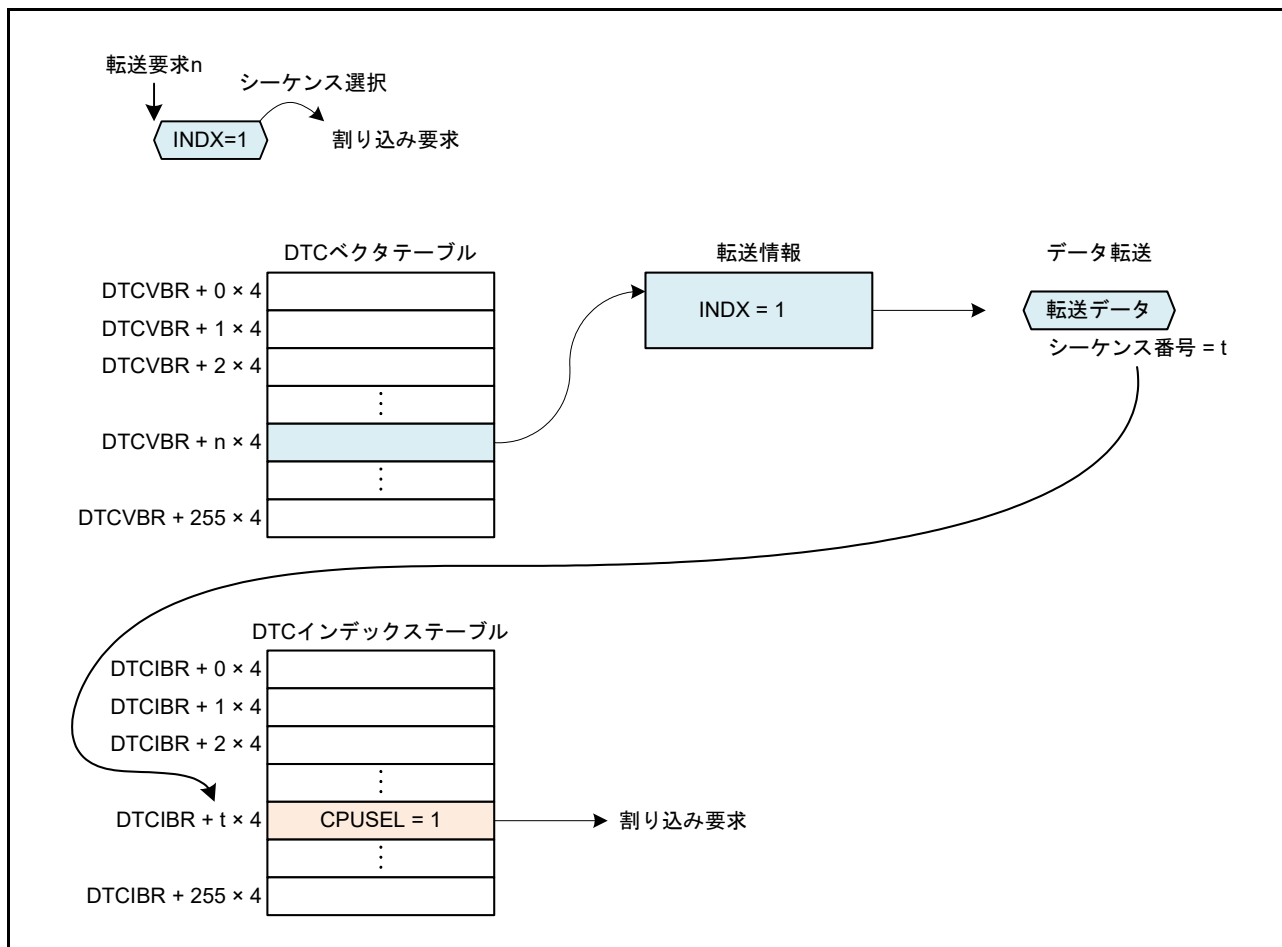 転送要求n
シーケンス選択
INDX=1
割り込み要求
DTCベクタテーブル
転送情報
データ転送
DTCVBR + 0 × 4
DTCVBR + 1 × 4
DTCVBR + 2 × 4
⋮
DTCVBR + n × 4
⋮
DTCVBR + 255 × 4
INDX = 1
転送データ
シーケンス番号 = t
DTCインデックステーブル
DTCIBR + 0 × 4
DTCIBR + 1 × 4
DTCIBR + 2 × 4
⋮
DTCIBR + t × 4
CPUSEL = 1
割り込み要求
⋮
DTCIBR + 255 × 4